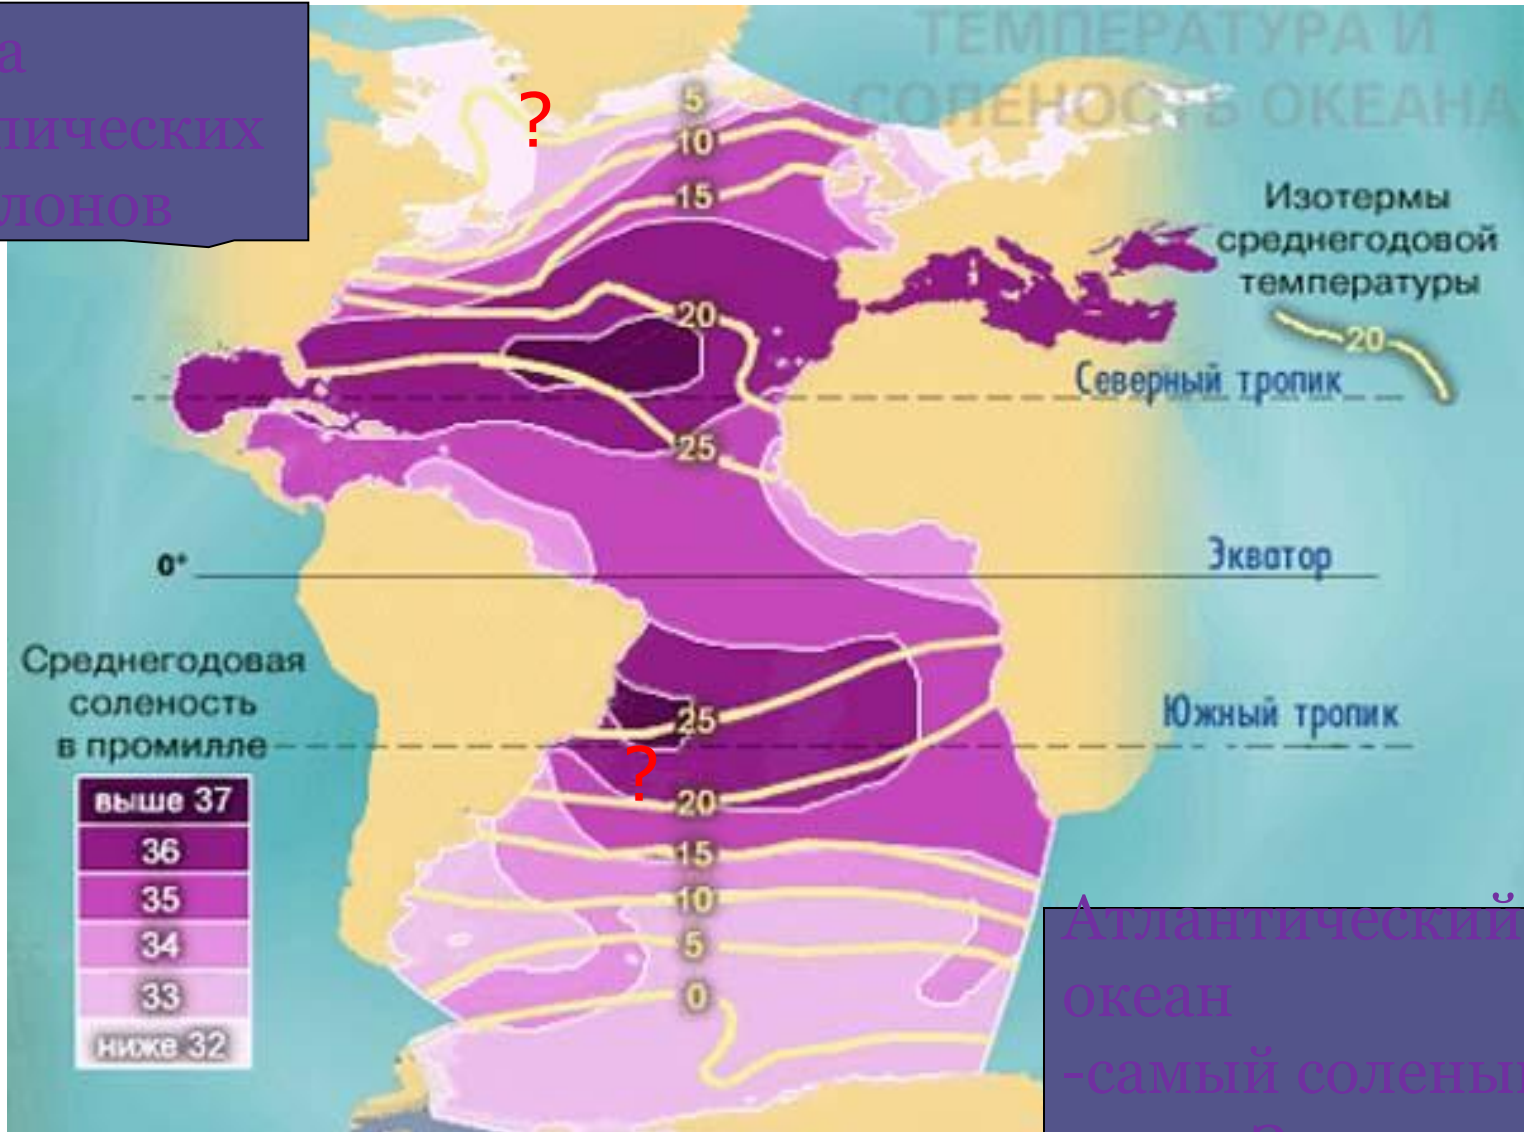 а
пических
лонов
ТЕМПЕРАТУРА И
СОЛЕНОСТЬ ОКЕАНА
?
5
10
15
Изотермы
среднегодовой
температуры
20
20
Северный тропик
25
0°
Экватор
Среднегодовая
соленость
в промилле
25
Южный тропик
?
выше 37
36
35
34
33
ниже 32
20
15
10
5
0
Атлантический
океан
-самый солены